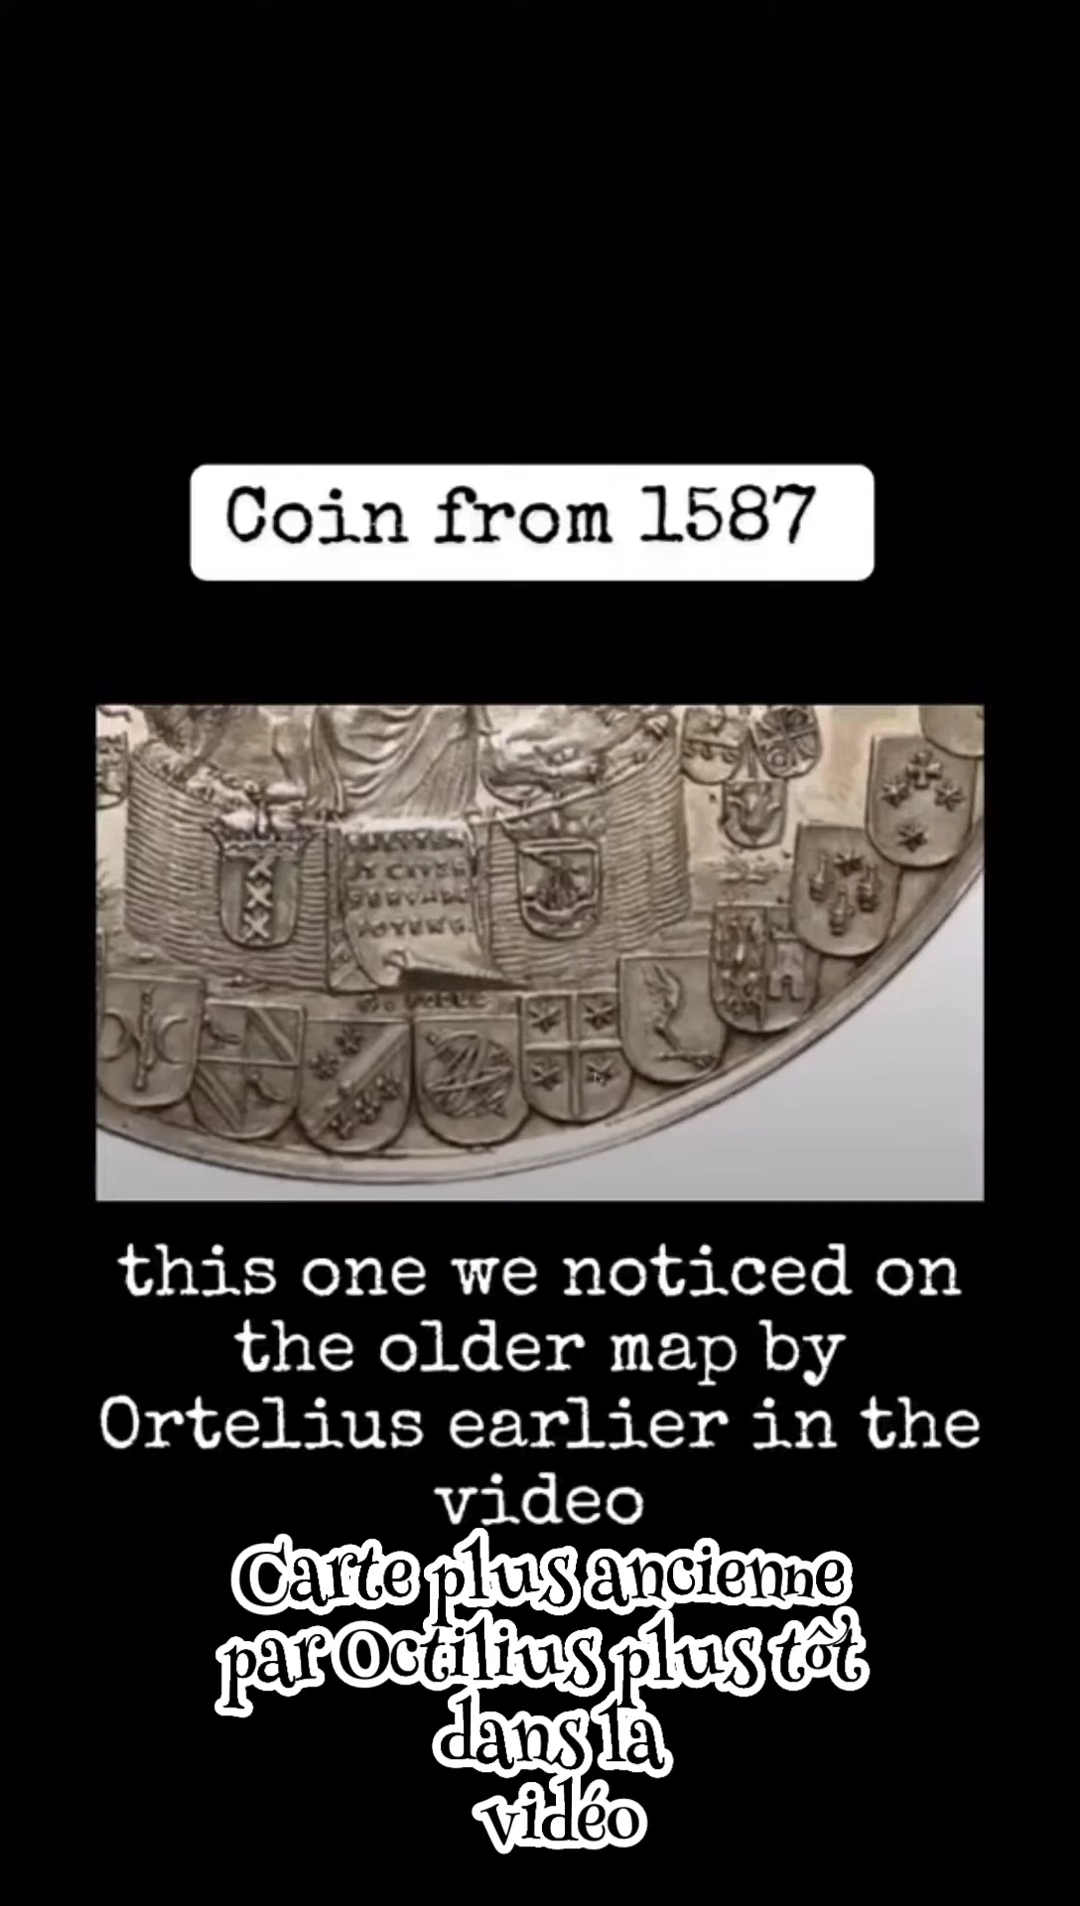 Coin from 1587
this one we noticed on
the older map by
Ortelius earlier in the
video
Carte plus ancienne
par Octilius plus tôt
dans la
vidéo